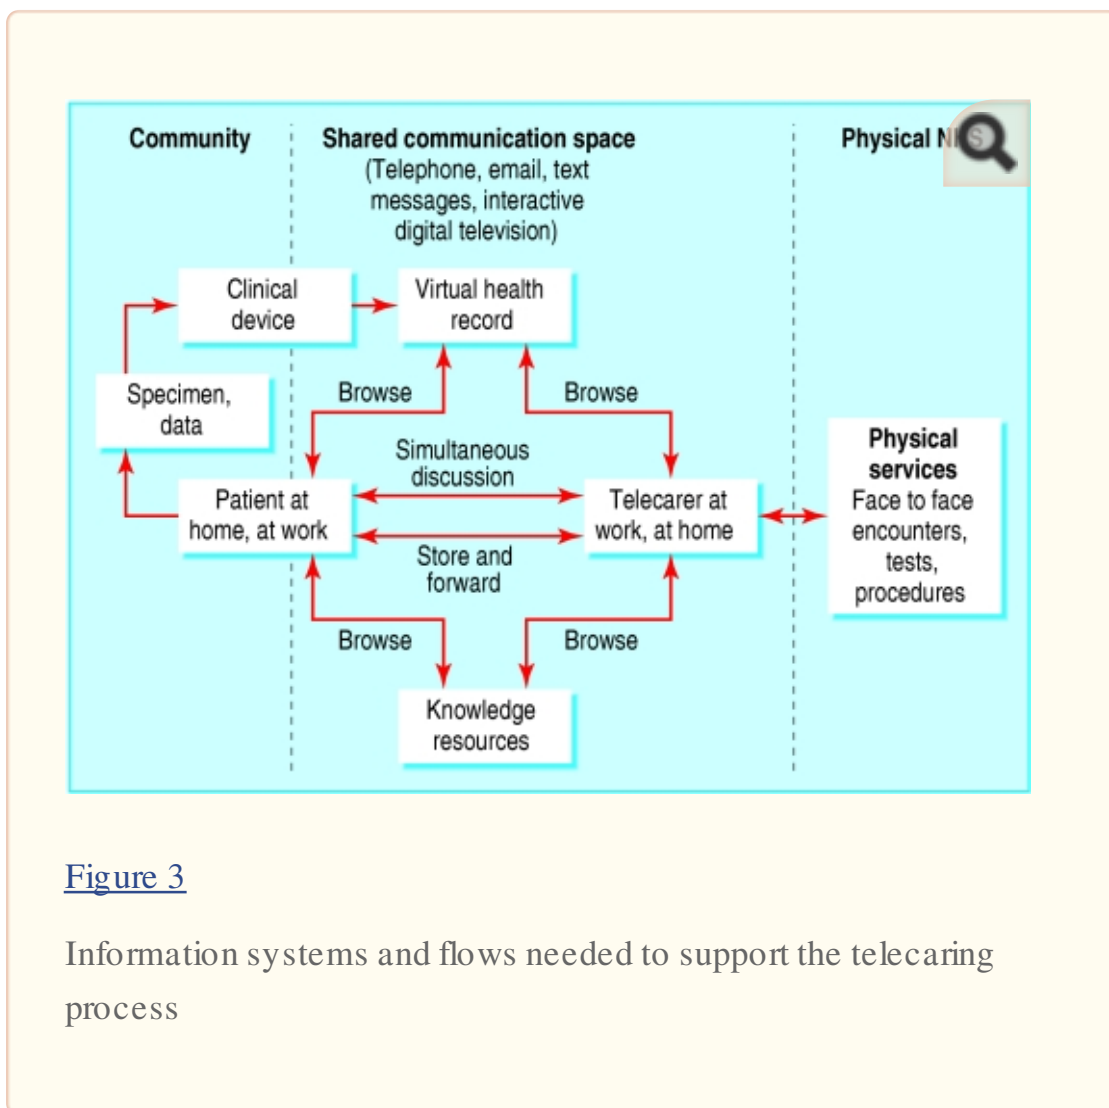 Community
Shared communication space
(Telephone, email, text
messages, interactive
digital television)
Physical
Clinical
device
Virtual health
record
Specimen,
data
Browse
Browse
Simultaneous
discussion
Patient at
home, at work
Telecarer at
work, at home
Store and
forward
Physical
services
Face to face
encounters,
tests,
procedures
Browse
Browse
Knowledge
resources
Figure 3
Information systems and flows needed to support the telecaring
process